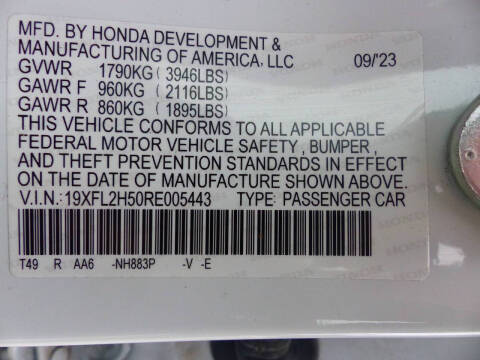 MFD. BY HONDA DEVELOPMENT &
MANUFACTURING OF AMERICA, LLC
GVWR 1790KG (3946LBS) 09/'23
GAWR F 960KG (2116LBS)
GAWR R 860KG (1895LBS)
THIS VEHICLE CONFORMS TO ALL APPLICABLE
FEDERAL MOTOR VEHICLE SAFETY, BUMPER,
AND THEFT PREVENTION STANDARDS IN EFFECT
ON THE DATE OF MANUFACTURE SHOWN ABOVE.
V.I.N.:19XFL2H50RE005443 TYPE: PASSENGER CAR
T49 R AA6 -NH883P -V -E